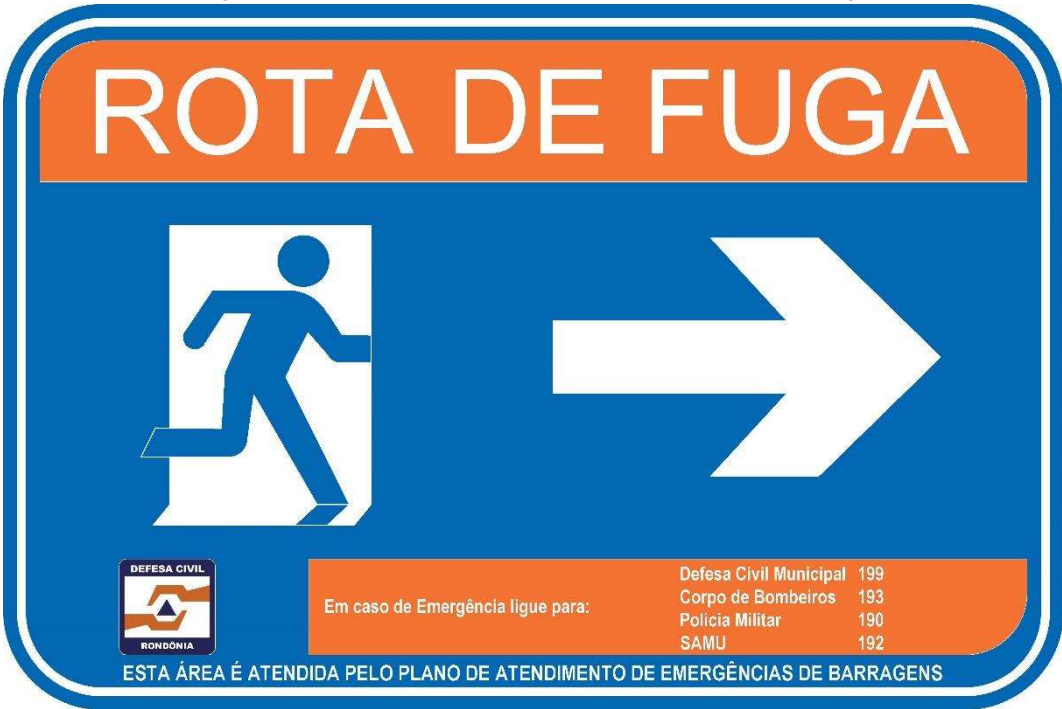 ROTA DE FUGA
DEFESA CIVIL
RONDÔNIA
Em caso de Emergência ligue para:
Defesa Civil Municipal 199
Corpo de Bombeiros 193
Policia Militar 190
SAMU 192
ESTA ÁREA É ATENDIDA PELO PLANO DE ATENDIMENTO DE EMERGÊNCIAS DE BARRAGENS